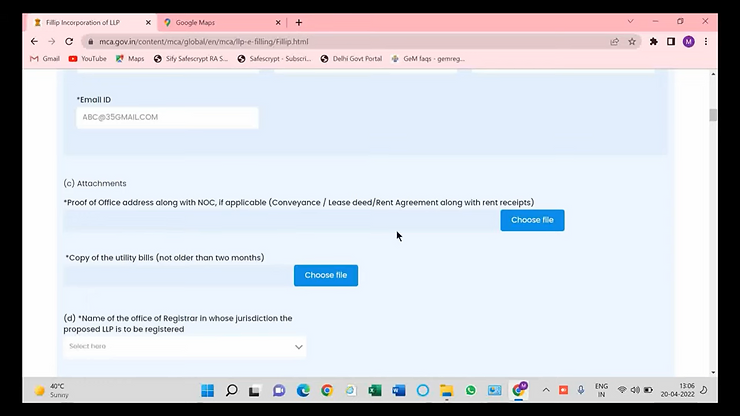 Fillip Incorporation of LLP
Google Maps
mca.gov.in/content/mca/global/en/mca/llp-e-filling/Fillip.html
M
Gmail
YouTube
Maps
Sify Safescrypt RA S...
Safescrypt - Subscri...
Delhi Govt Portal
GeM faqs - gemreg...
*Email ID
ABC@35GMAIL.COM
(c) Attachments
*Proof of Office address along with NOC, if applicable (Conveyance / Lease deed/Rent Agreement along with rent receipts)
Choose file
*Copy of the utility bills (not older than two months)
Choose file
(d) *Name of the office of Registrar in whose jurisdiction the
proposed LLP is to be registered
Select here
40°C
Sunny
ENG
IN
13:06
20-04-2022